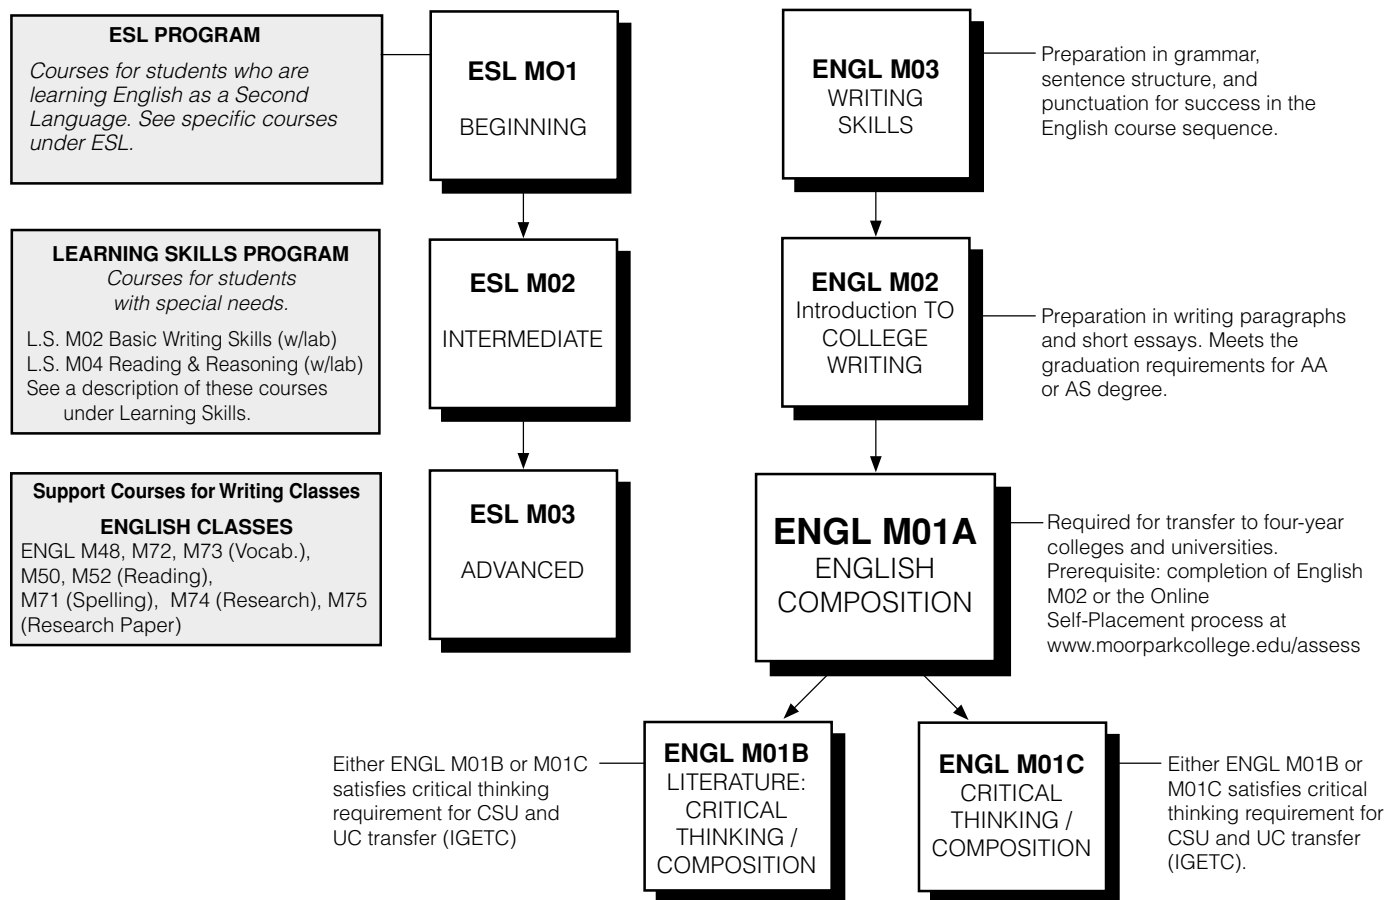 ESL PROGRAM
Courses for students who are
learning English as a Second
Language. See specific courses
under ESL.
ESL MO1
BEGINNING
ENGL M03
WRITING
SKILLS
Preparation in grammar,
sentence structure, and
punctuation for success in the
English course sequence.
LEARNING SKILLS PROGRAM
Courses for students
with special needs.
L.S. M02 Basic Writing Skills (w/lab)
L.S. M04 Reading & Reasoning (w/lab)
See a description of these courses
under Learning Skills.
ESL M02
INTERMEDIATE
ENGL M02
Introduction TO
COLLEGE
WRITING
Preparation in writing paragraphs
and short essays. Meets the
graduation requirements for AA
or AS degree.
Support Courses for Writing Classes
ENGLISH CLASSES
ENGL M48, M72, M73 (Vocab.),
M50, M52 (Reading),
M71 (Spelling), M74 (Research), M75
(Research Paper)
ESL M03
ADVANCED
ENGL M01A
ENGLISH
COMPOSITION
Required for transfer to four-year
colleges and universities.
Prerequisite: completion of English
M02 or the Online
Self-Placement process at
www.moorparkcollege.edu/assess
Either ENGL M01B or M01C
satisfies critical thinking
requirement for CSU and
UC transfer (IGETC)
ENGL M01B
LITERATURE:
CRITICAL
THINKING /
COMPOSITION
ENGL M01C
CRITICAL
THINKING /
COMPOSITION
Either ENGL M01B or
M01C satisfies critical
thinking requirement for
CSU and UC transfer
(IGETC).